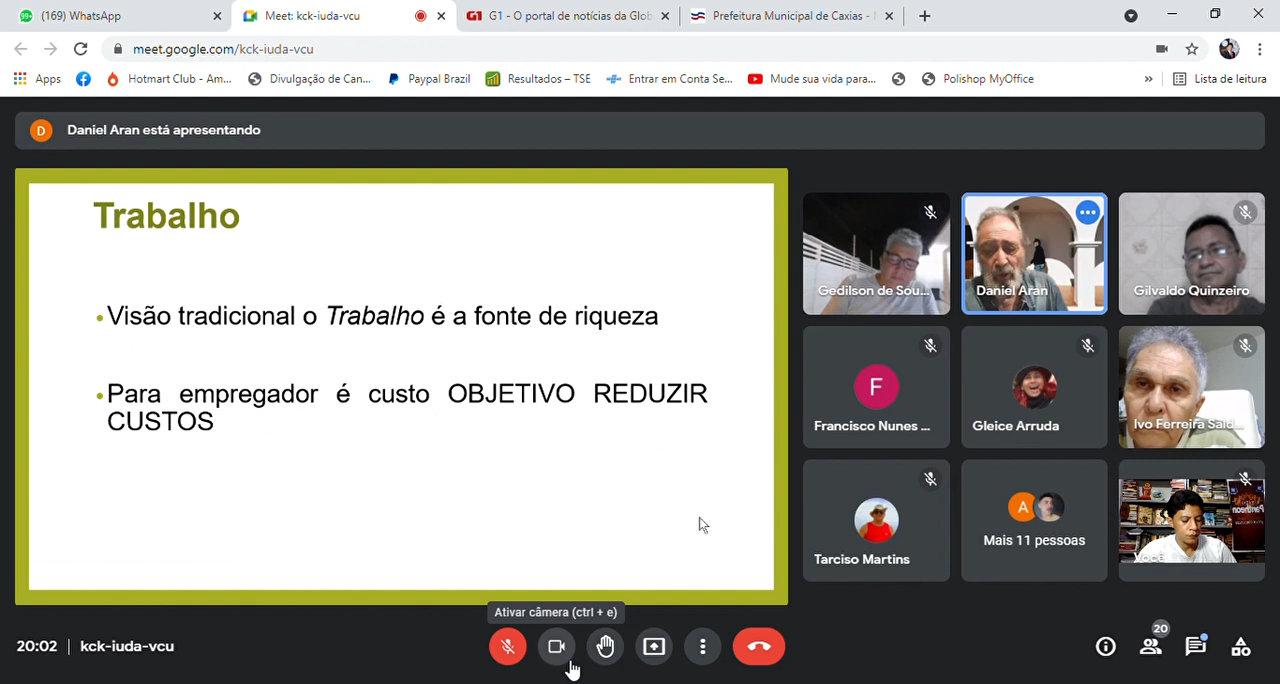 (169) WhatsApp
Meet: kck-iuda-vcu
G1 - O portal de notícias da Glob
Prefeitura Municipal de Caxias -
meet.google.com/kck-iuda-vcu
Apps
Hotmart Club - Am...
Divulgação de Can...
Paypal Brazil
Resultados – TSE
Entrar em Conta Se...
Mude sua vida para...
Polishop MyOffice
»
Lista de leitura
D
Daniel Aran está apresentando
Trabalho
•Visão tradicional o Trabalho é a fonte de riqueza
•Para empregador é custo OBJETIVO REDUZIR
CUSTOS
Gedilson de Sou...
Daniel Aran
Gilvaldo Quinzeiro
F
Francisco Nunes ...
Gleice Arruda
Ivo Ferreira Sald...
Tarciso Martins
A
Mais 11 pessoas
Você
Ativar câmera (ctrl + e)
20:02 | kck-iuda-vcu
20